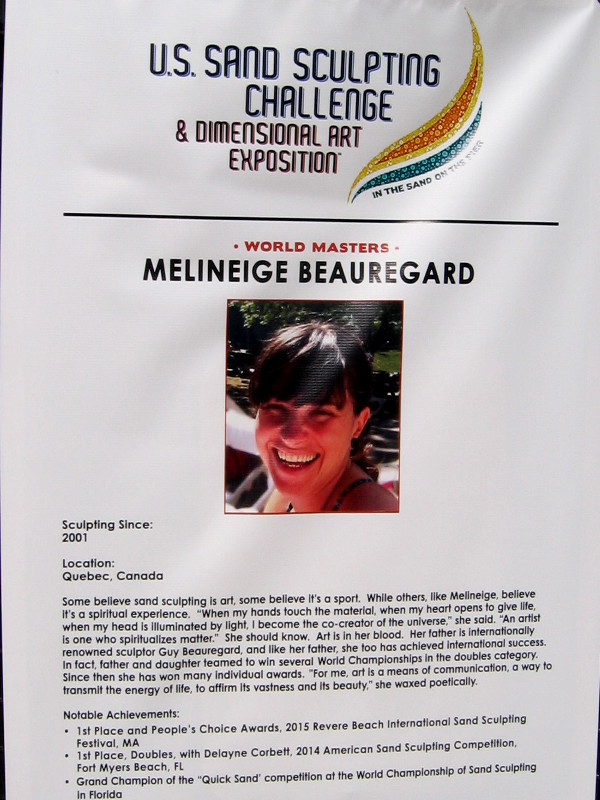 U.S. SAND SCULPTING
CHALLENGE
& DIMENSIONAL ART
EXPOSITION™
IN THE SAND ON THE PIER
• WORLD MASTERS •
MELINEIGE BEAUREGARD
Sculpting Since:
2001
Location:
Quebec, Canada
Some believe sand sculpting is art, some believe it's a sport. While others, like Melineige, believe
it's a spiritual experience. "When my hands touch the material, when my heart opens to give life,
when my head is illuminated by light, I become the co-creator of the universe," she said. "An artist
is one who spiritualizes matter." She should know. Art is in her blood. Her father is internationally
renowned sculptor Guy Beauregard, and like her father, she too has achieved international success.
In fact, father and daughter teamed to win several World Championships in the doubles category.
Since then she has won many individual awards. "For me, art is a means of communication, a way to
transmit the energy of life, to affirm its vastness and its beauty," she waxed poetically.
Notable Achievements:
• 1st Place and People's Choice Awards, 2015 Revere Beach International Sand Sculpting
Festival, MA
• 1st Place, Doubles, with Delayne Corbett, 2014 American Sand Sculpting Competition,
Fort Myers Beach, FL
• Grand Champion of the "Quick Sand' competition at the World Championship of Sand Sculpting
in Florida